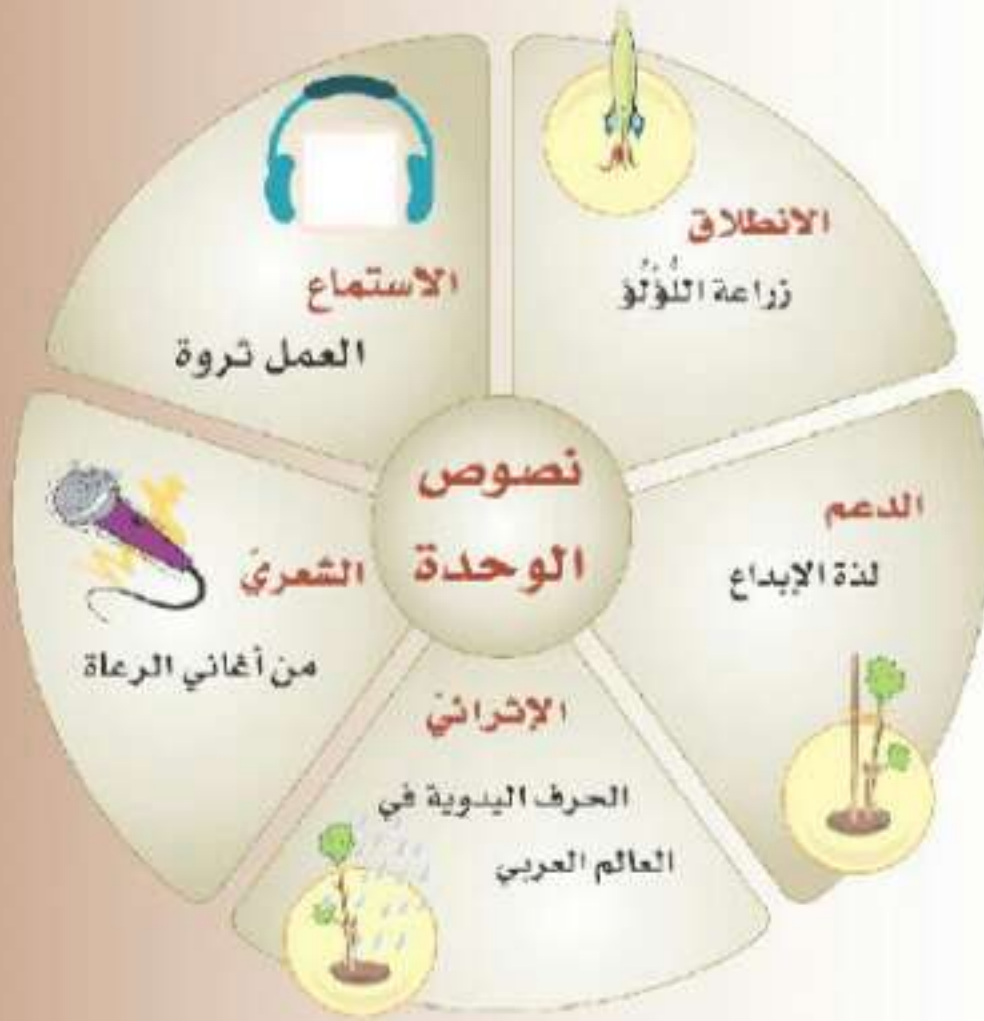 نصوص
الوحدة
الانطلاق
زراعة اللُّؤْلُؤ
الدعم
لذة الإبداع
الإثرائيّ
الحرف اليدوية في
العالم العربي
الشعريّ
من أغاني الرعاة
الاستماع
العمل ثروة